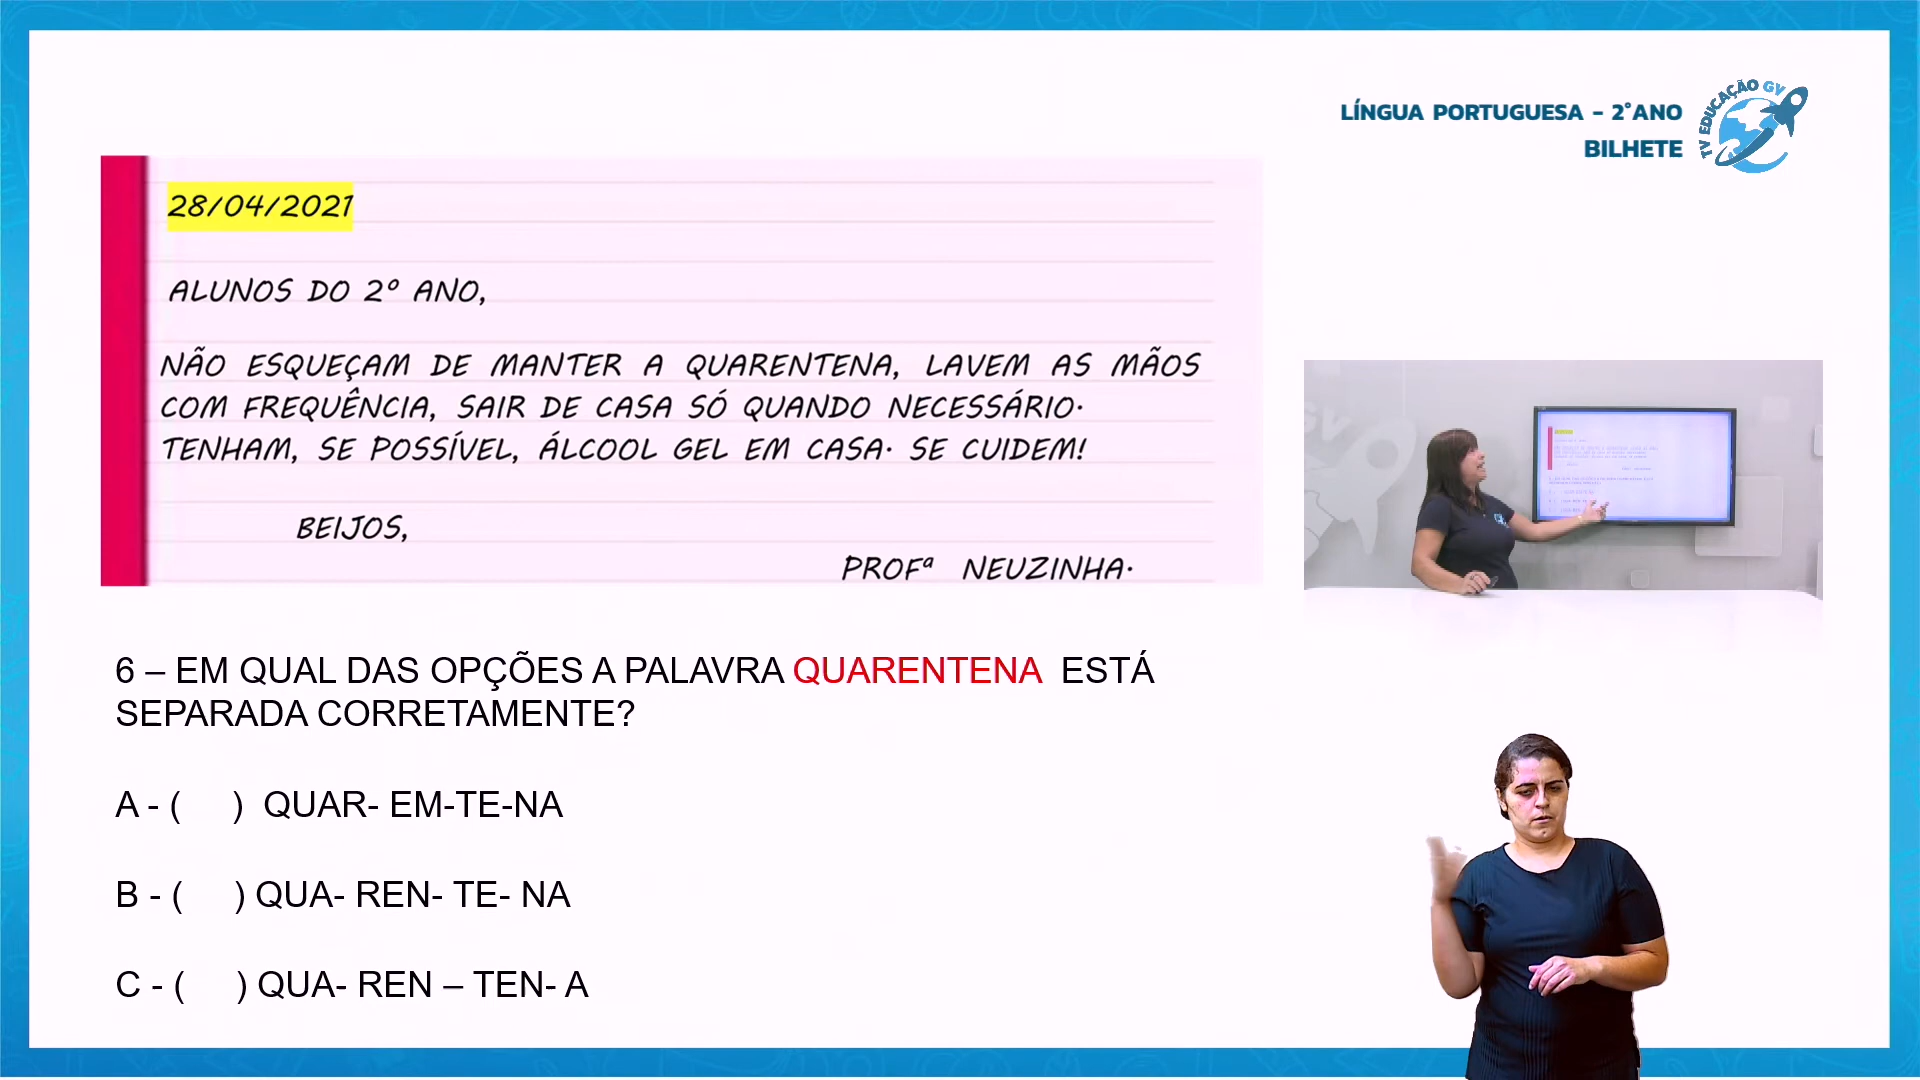 LÍNGUA PORTUGUESA - 2°ANO
BILHETE
TV EDUCAÇÃO GV
28/04/2021
ALUNOS DO 2º ANO,
NÃO ESQUEÇAM DE MANTER A QUARENTENA, LAVEM AS MÃOS
COM FREQUÊNCIA, SAIR DE CASA SÓ QUANDO NECESSÁRIO.
TENHAM, SE POSSÍVEL, ÁLCOOL GEL EM CASA. SE CUIDEM!
BEIJOS,
PROFª NEUZINHA.
GV
6 – EM QUAL DAS OPÇÕES A PALAVRA QUARENTENA ESTÁ
SEPARADA CORRETAMENTE?
A - ( ) QUAR- EM-TE-NA
B - ( ) QUA- REN- TE- NA
C - ( ) QUA- REN – TEN- A